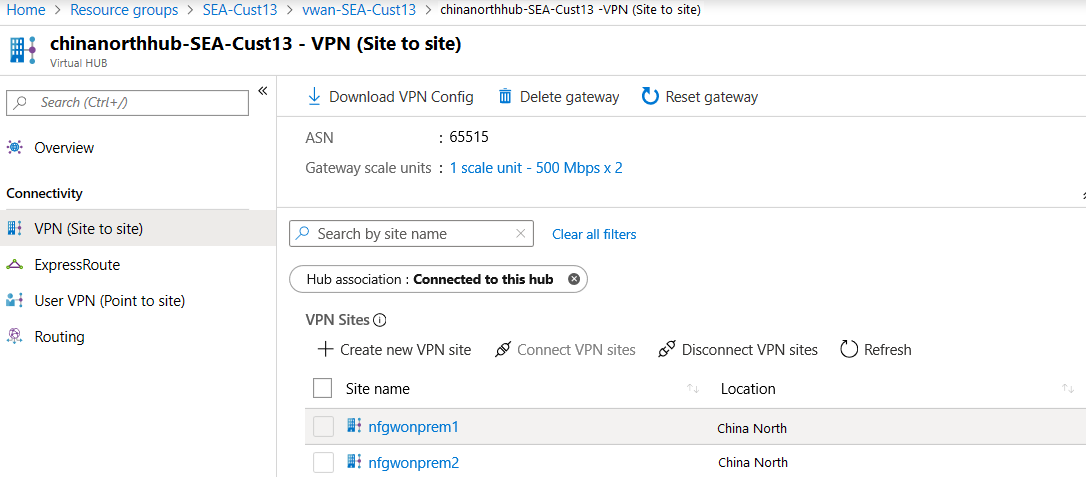 Home > Resource groups > SEA-Cust13 > vwan-SEA-Cust13 > chinanorthhub-SEA-Cust13 -VPN (Site to site)
chinanorthhub-SEA-Cust13 - VPN (Site to site)
Virtual HUB
Search (Ctrl+/)
«
Overview
Connectivity
VPN (Site to site)
ExpressRoute
User VPN (Point to site)
Routing
Download VPN Config Delete gateway Reset gateway
ASN : 65515
Gateway scale units : 1 scale unit - 500 Mbps x 2
Search by site name Clear all filters
Hub association : Connected to this hub
VPN Sites
Create new VPN site Connect VPN sites Disconnect VPN sites Refresh
Site name Location
nfgwonprem1 China North
nfgwonprem2 China North